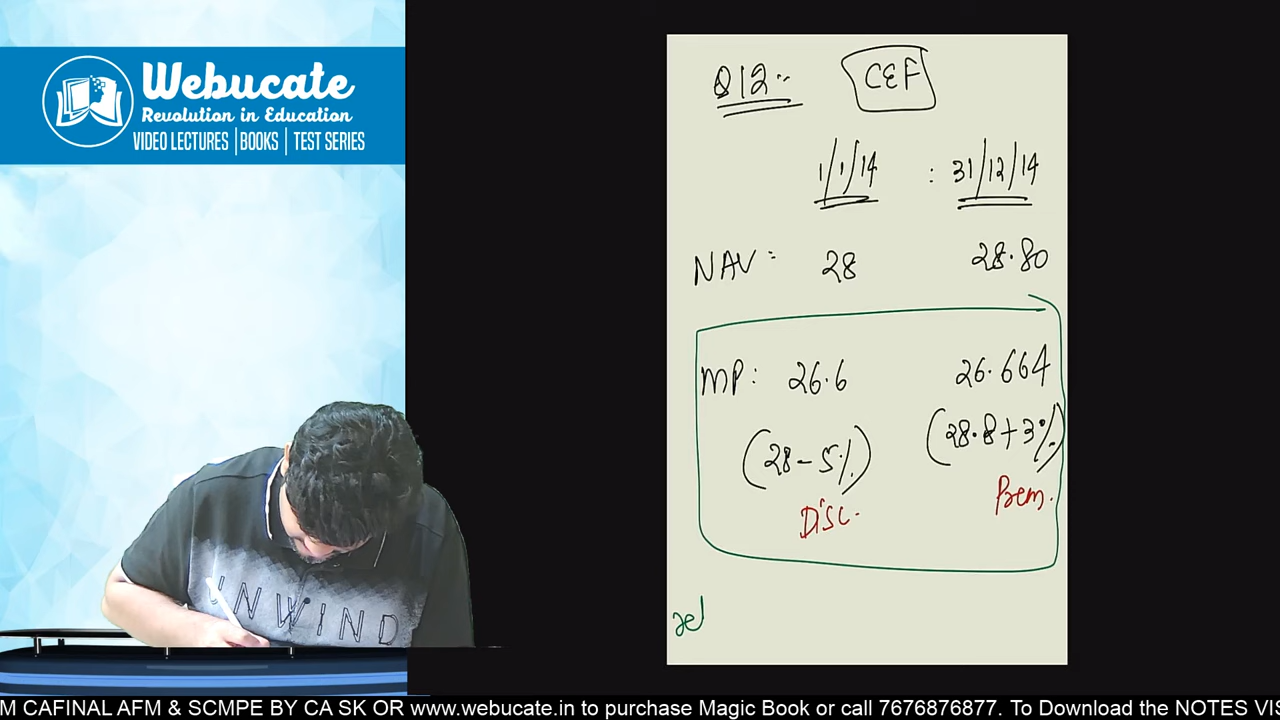 Webucate
Revolution in Education
VIDEO LECTURES | BOOKS | TEST SERIES
Q12:-
CEF
1/1/14 : 31/12/14
NAV: 28 28.80
MP: 26.6 26.664
(28-5%) (28.8+3%)
Disc. Prem.
UNWIND
M CAFINAL AFM & SCMPE BY CA SK OR www.webucate.in to purchase Magic Book or call 7676876877. To Download the NOTES VIS